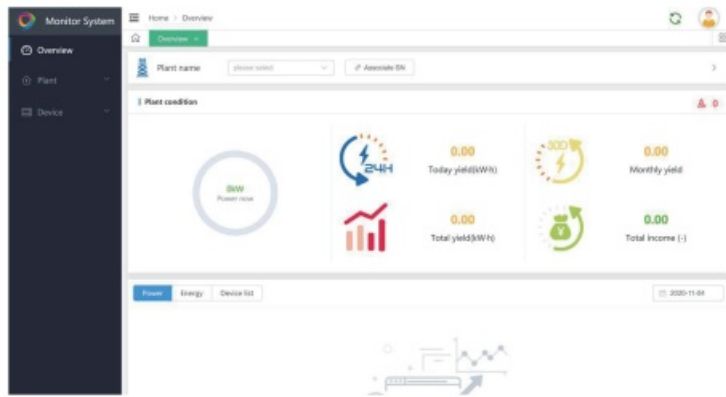 Monitor System
Home > Overview
Overview
Overview
Plant name
please select
Associate SN
Plant
Device
Plant condition
0
0kW
Power now
24H
0.00
Today yield(kW·h)
30D
0.00
Monthly yield
0.00
Total yield(kW·h)
¥
0.00
Total income (-)
Power
Energy
Device list
2020-11-04